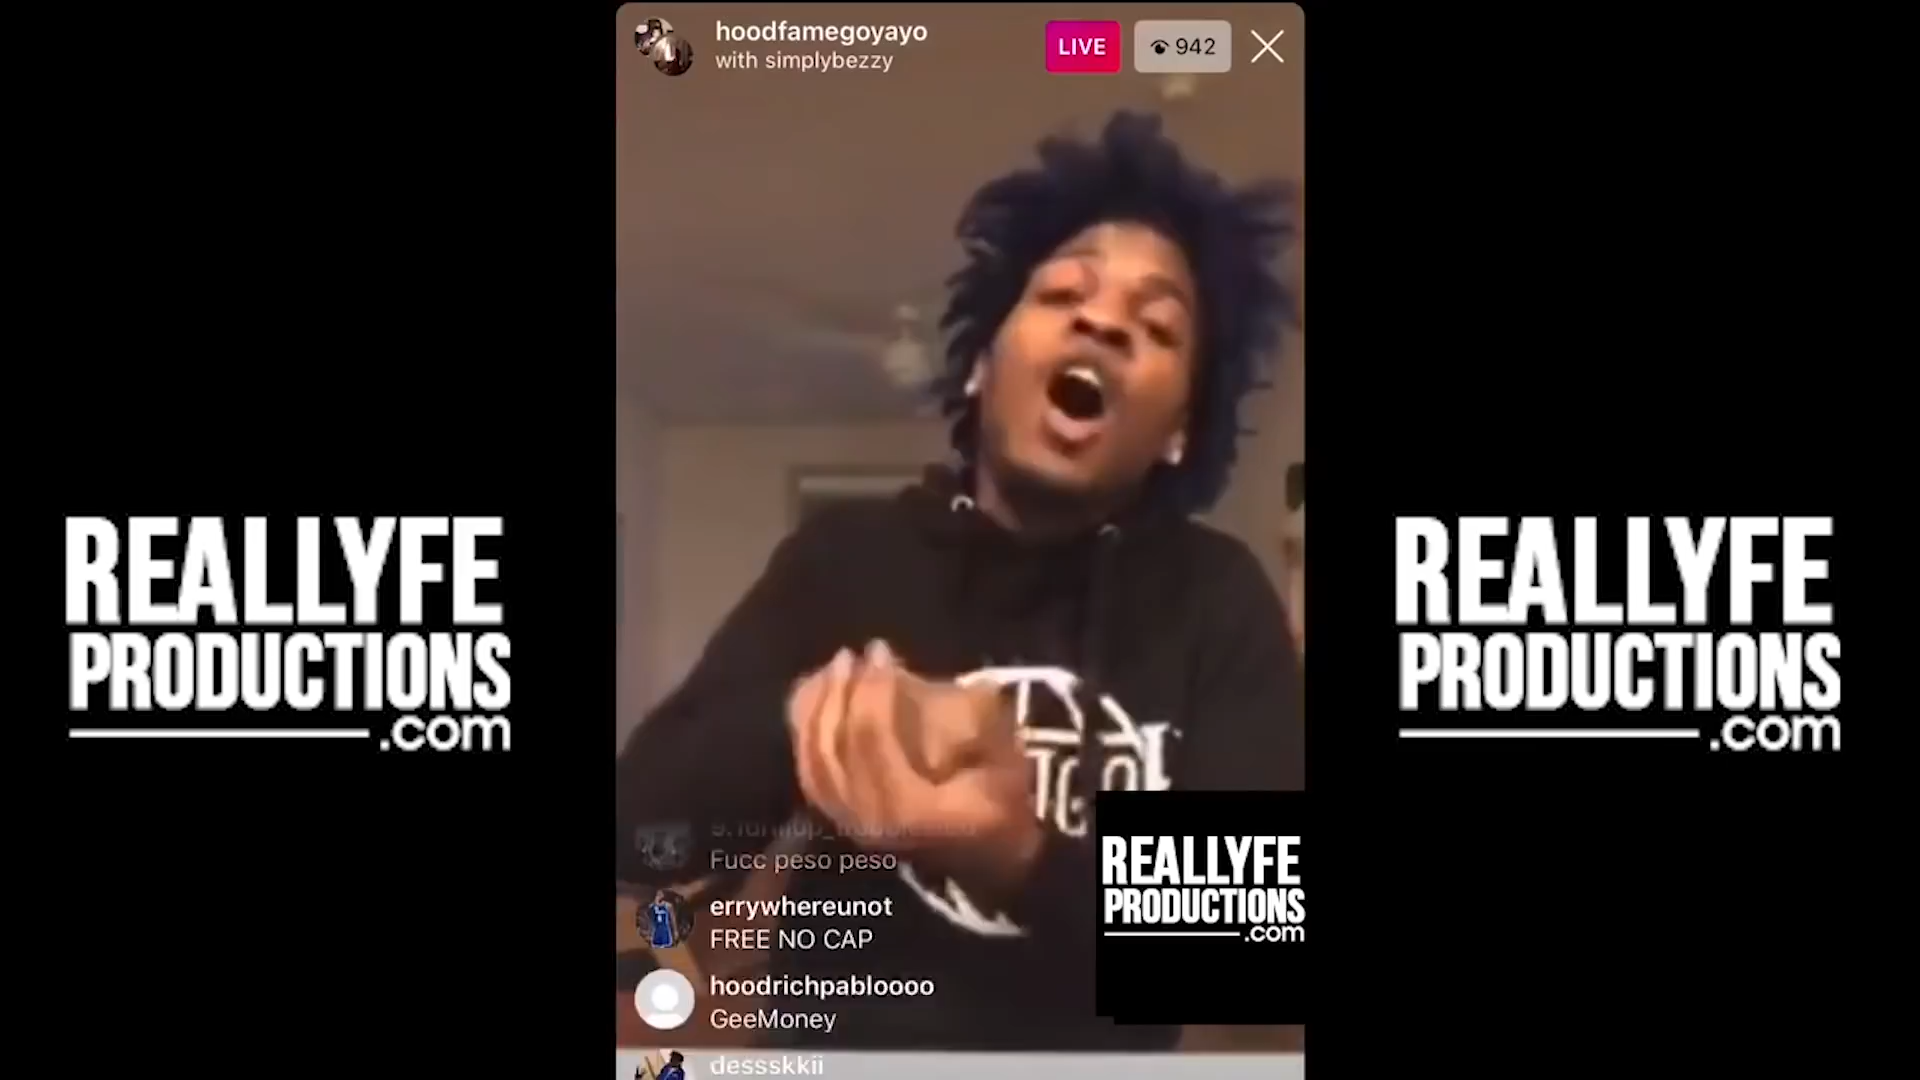 hoodfamegoyayo
with simplybezzy
LIVE
942
REALLYFE
PRODUCTIONS
.com
REALLYFE
PRODUCTIONS
.com
Fucc peso peso
errywhereunot
FREE NO CAP
hoodrichpabloooo
GeeMoney
dessskkii
REALLYFE
PRODUCTIONS
.com